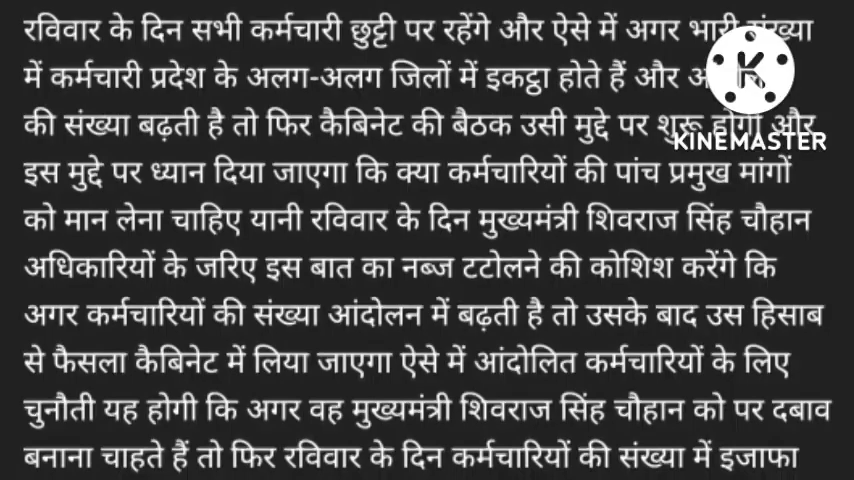 रविवार के दिन सभी कर्मचारी छुट्टी पर रहेंगे और ऐसे में अगर भारी संख्या
में कर्मचारी प्रदेश के अलग-अलग जिलों में इकट्ठा होते हैं और
की संख्या बढ़ती है तो फिर कैबिनेट की बैठक उसी मुद्दे पर शुरू होगी और
KINEMASTER
इस मुद्दे पर ध्यान दिया जाएगा कि क्या कर्मचारियों की पांच प्रमुख मांगों
को मान लेना चाहिए यानी रविवार के दिन मुख्यमंत्री शिवराज सिंह चौहान
अधिकारियों के जरिए इस बात का नब्ज टटोलने की कोशिश करेंगे कि
अगर कर्मचारियों की संख्या आंदोलन में बढ़ती है तो उसके बाद उस हिसाब
से फैसला कैबिनेट में लिया जाएगा ऐसे में आंदोलित कर्मचारियों के लिए
चुनौती यह होगी कि अगर वह मुख्यमंत्री शिवराज सिंह चौहान को पर दबाव
बनाना चाहते हैं तो फिर रविवार के दिन कर्मचारियों की संख्या में इजाफा